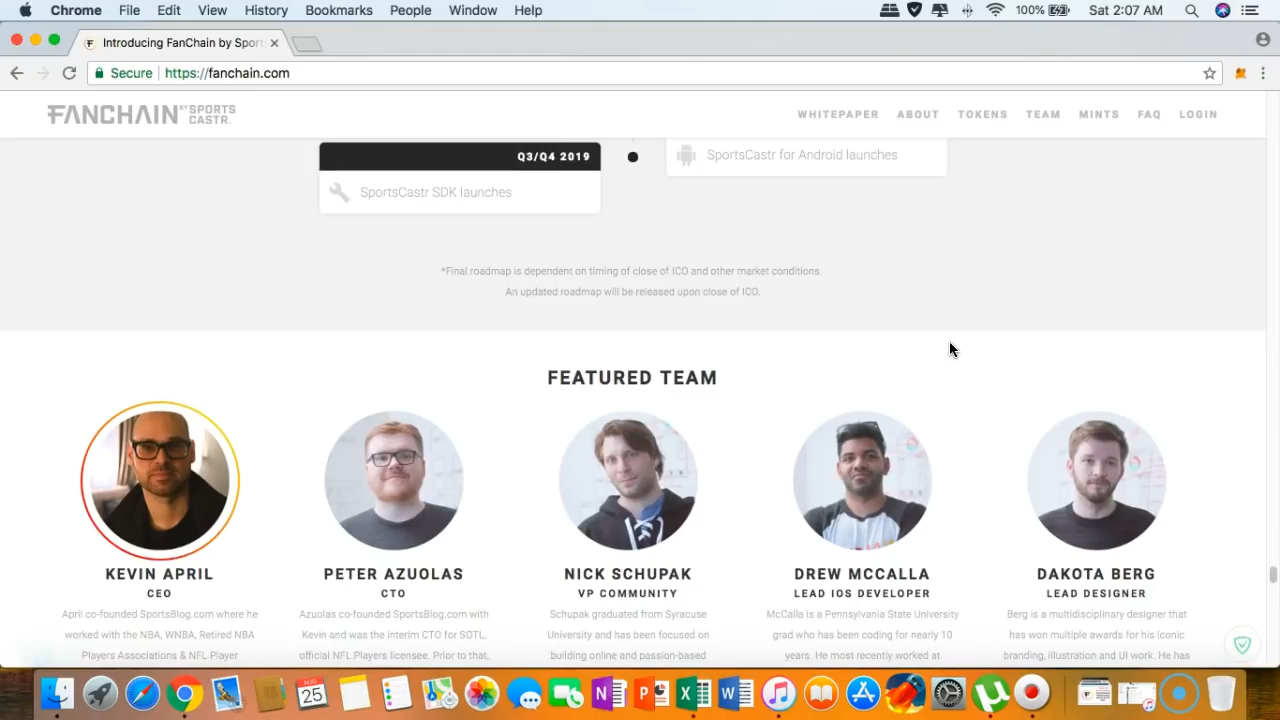 Chrome File Edit View History Bookmarks People Window Help 100% Sat 2:07 AM
Introducing FanChain by Sport
Secure https://fanchain.com
FANCHAIN BY SPORTS CASTR. WHITEPAPER ABOUT TOKENS TEAM MINTS FAQ LOGIN
Q3/Q4 2019
SportsCastr for Android launches
SportsCastr SDK launches
*Final roadmap is dependent on timing of close of ICO and other market conditions.
An updated roadmap will be released upon close of ICO.
FEATURED TEAM
KEVIN APRIL
CEO
April co-founded SportsBlog.com where he
worked with the NBA, WNBA, Retired NBA
Players Associations & NFL Player
PETER AZUOLAS
CTO
Azuolas co-founded SportsBlog.com with
Kevin and was the interim CTO for SOTL,
official NFL Players licensee. Prior to that,
NICK SCHUPAK
VP COMMUNITY
Schupak graduated from Syracuse
University and has been focused on
building online and passion-based
DREW MCCALLA
LEAD IOS DEVELOPER
McCalla is a Pennsylvania State University
grad who has been coding for nearly 10
years. He most recently worked at
DAKOTA BERG
LEAD DESIGNER
Berg is a multidisciplinary designer that
has won multiple awards for his iconic
branding, illustration and UI work. He has
AUG
25